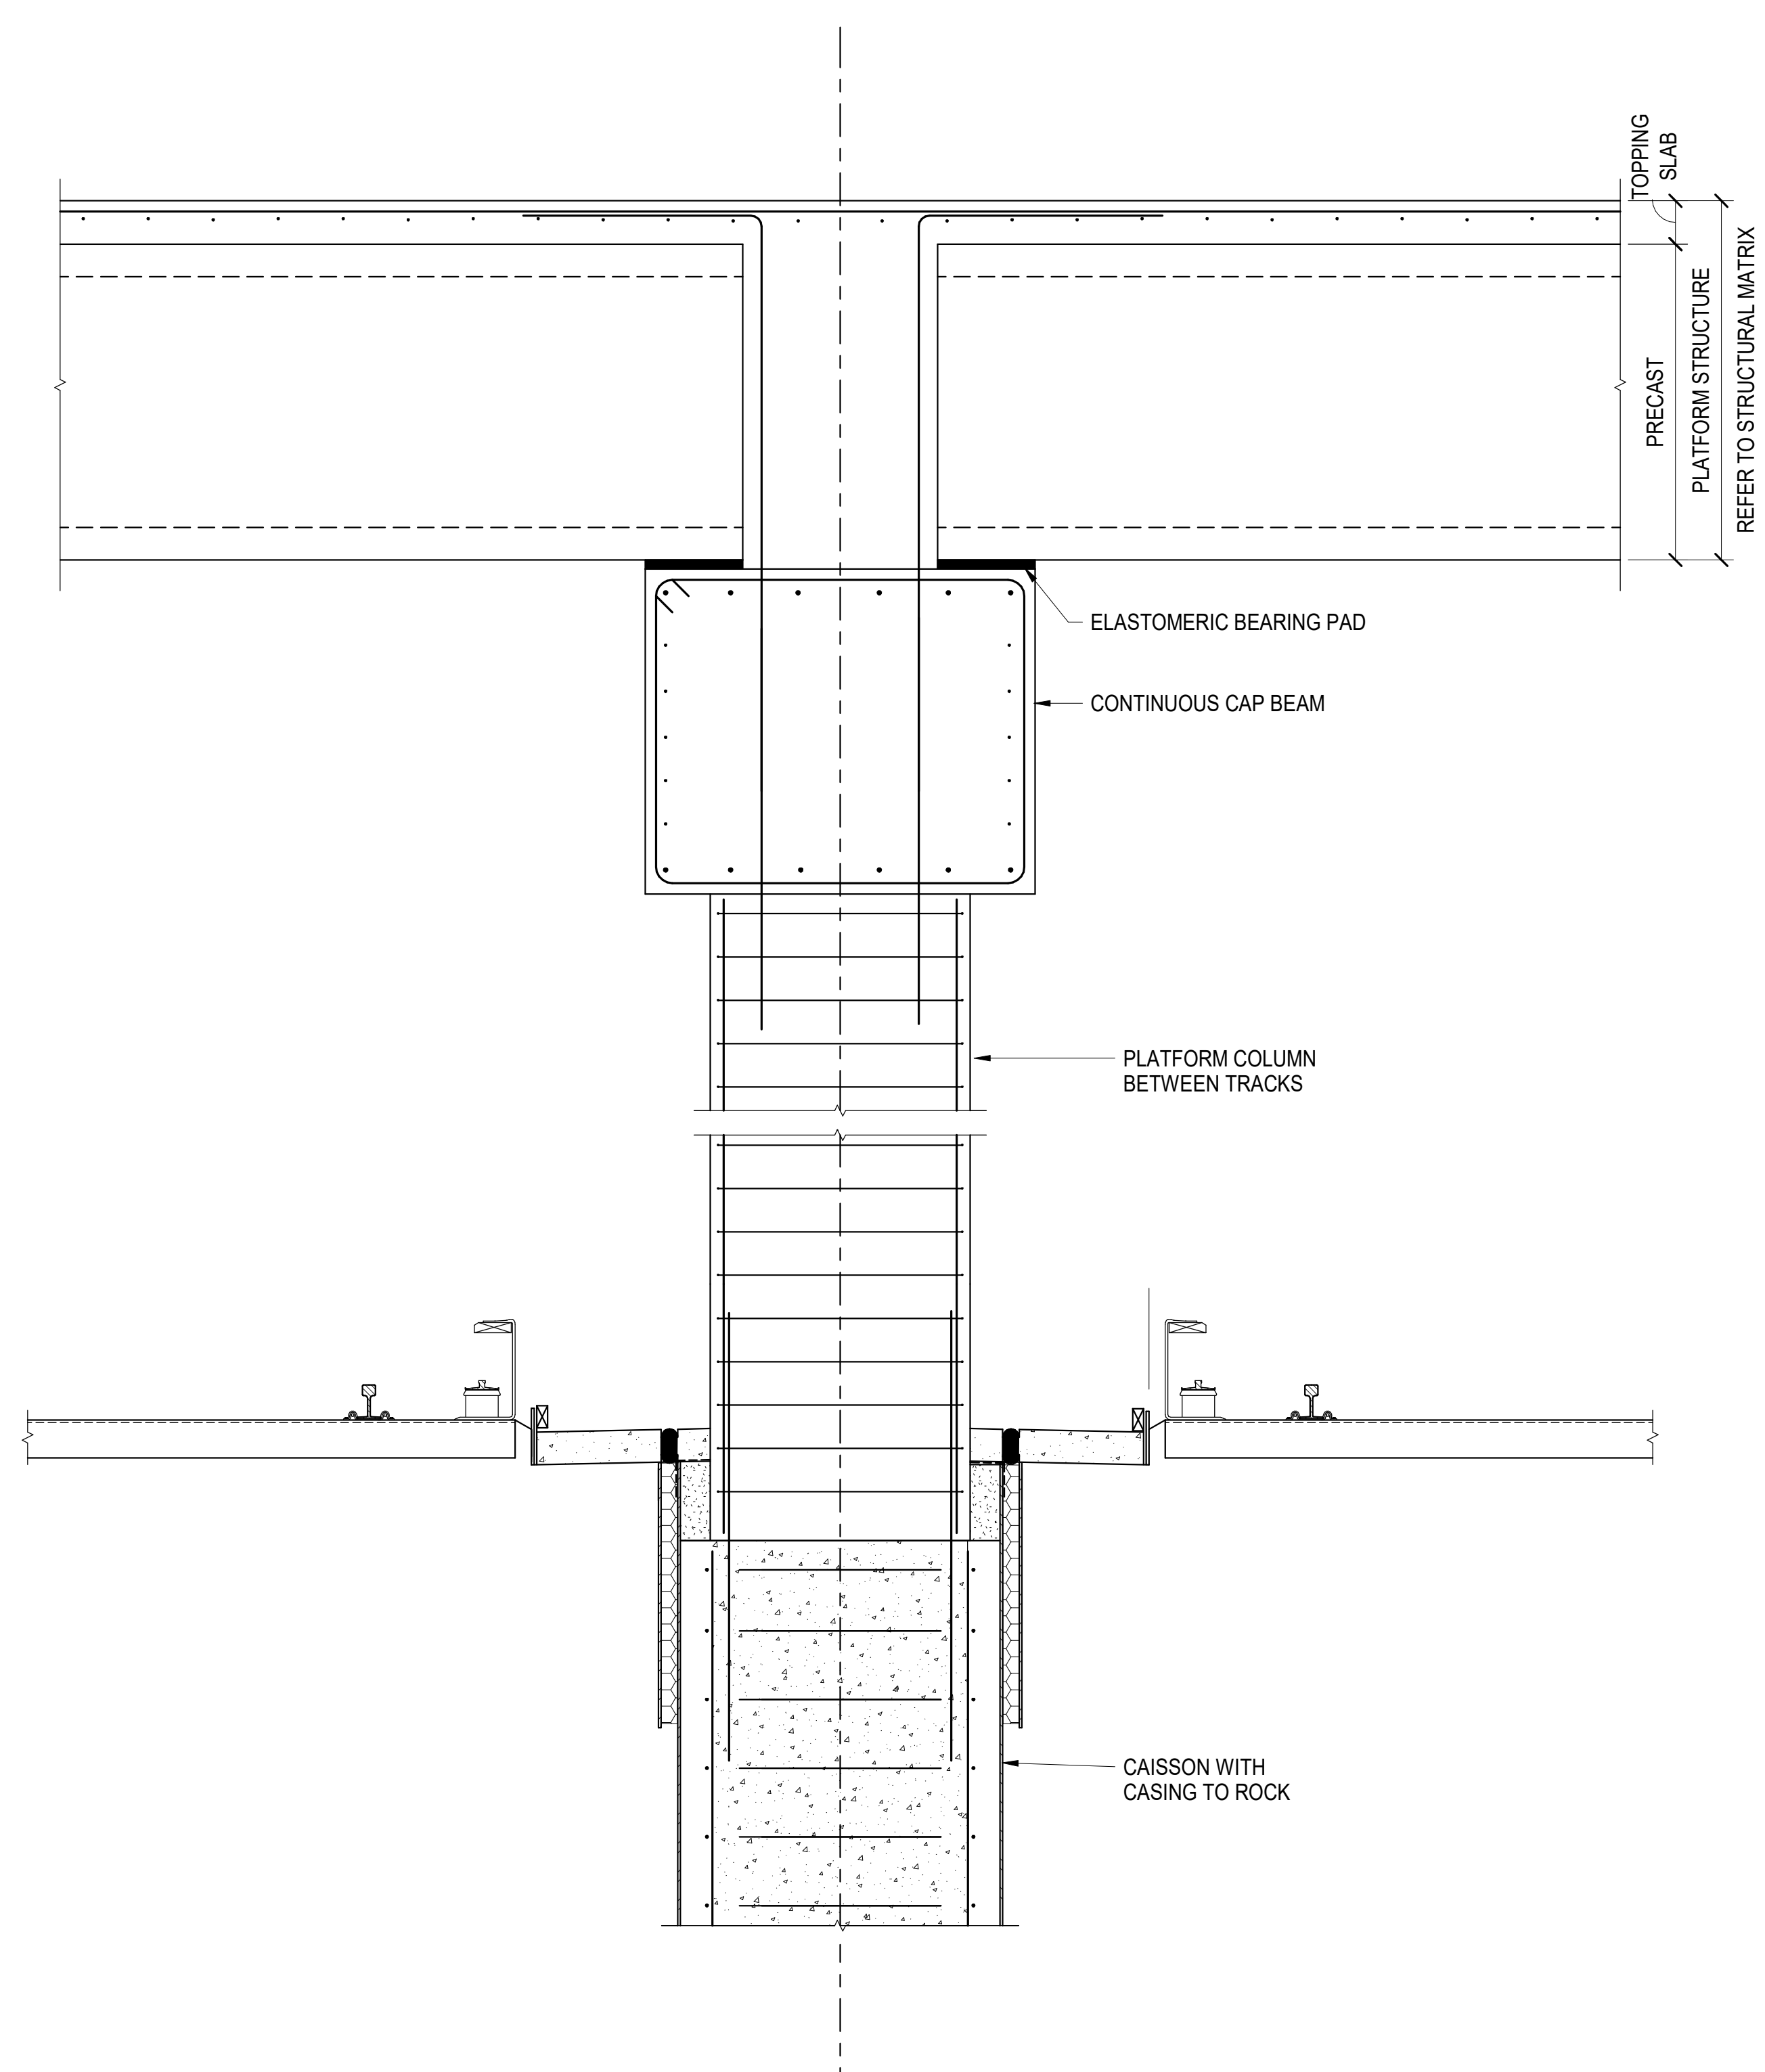 TOPPING
SLAB
PRECAST
PLATFORM STRUCTURE
REFER TO STRUCTURAL MATRIX
ELASTOMERIC BEARING PAD
CONTINUOUS CAP BEAM
PLATFORM COLUMN
BETWEEN TRACKS
CAISSON WITH
CASING TO ROCK